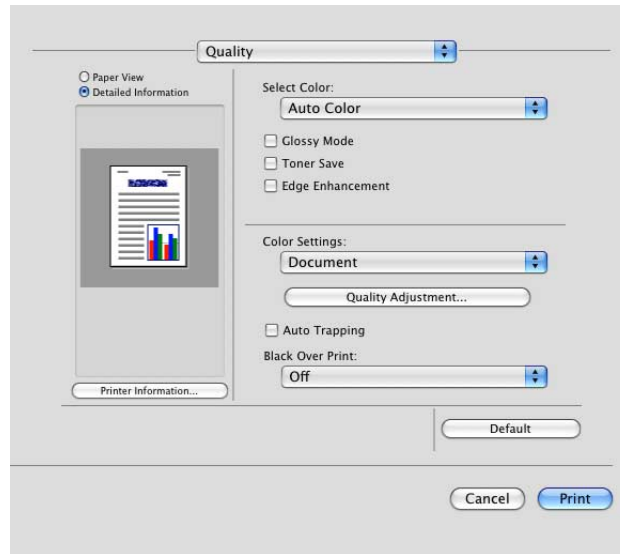 Quality
Paper View
Detailed Information
Printer Information...
Select Color:
Auto Color
Glossy Mode
Toner Save
Edge Enhancement
Color Settings:
Document
Quality Adjustment...
Auto Trapping
Black Over Print:
Off
Default
Cancel
Print